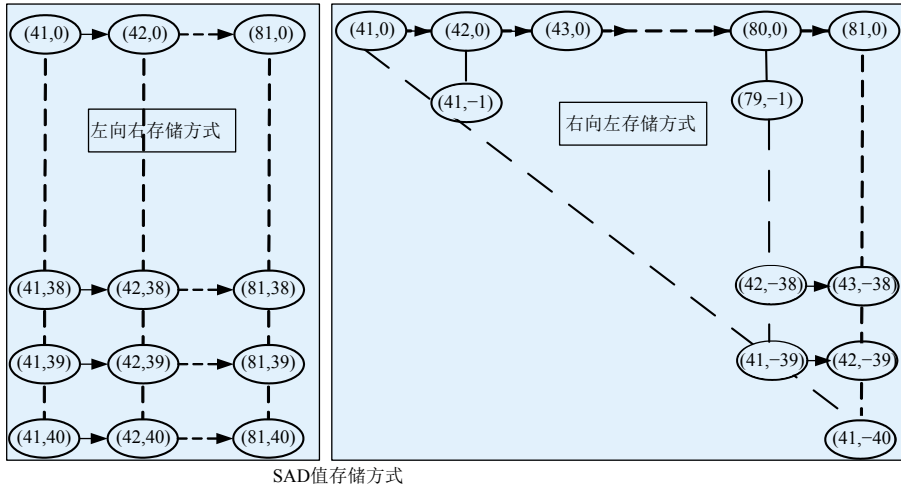 (41,0) (42,0) (81,0)
左向右存储方式
(41,38) (42,38) (81,38)
(41,39) (42,39) (81,39)
(41,40) (42,40) (81,40)
(41,0) (42,0) (43,0) (80,0) (81,0)
(41,−1) (79,−1)
右向左存储方式
(42,−38) (43,−38)
(41,−39) (42,−39)
(41,−40
SAD值存储方式